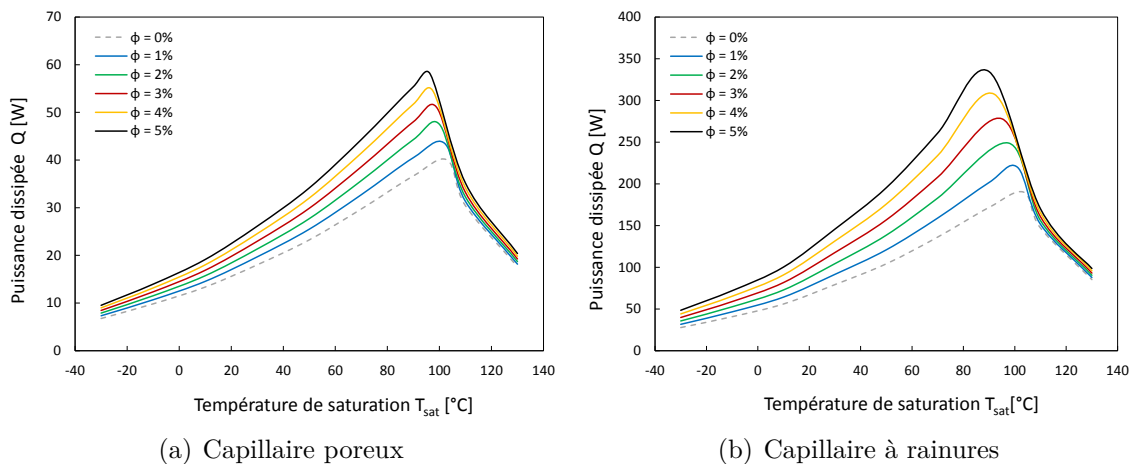 Puissance dissipée Q [W]
70
60
50
40
30
20
10
0
ϕ = 0%
ϕ = 1%
ϕ = 2%
ϕ = 3%
ϕ = 4%
ϕ = 5%
-40 -20 0 20 40 60 80 100 120 140
Température de saturation Tsat [°C]
(a) Capillaire poreux
Puissance dissipée Q [W]
400
350
300
250
200
150
100
50
0
ϕ = 0%
ϕ = 1%
ϕ = 2%
ϕ = 3%
ϕ = 4%
ϕ = 5%
-40 -20 0 20 40 60 80 100 120 140
Température de saturation Tsat[°C]
(b) Capillaire à rainures